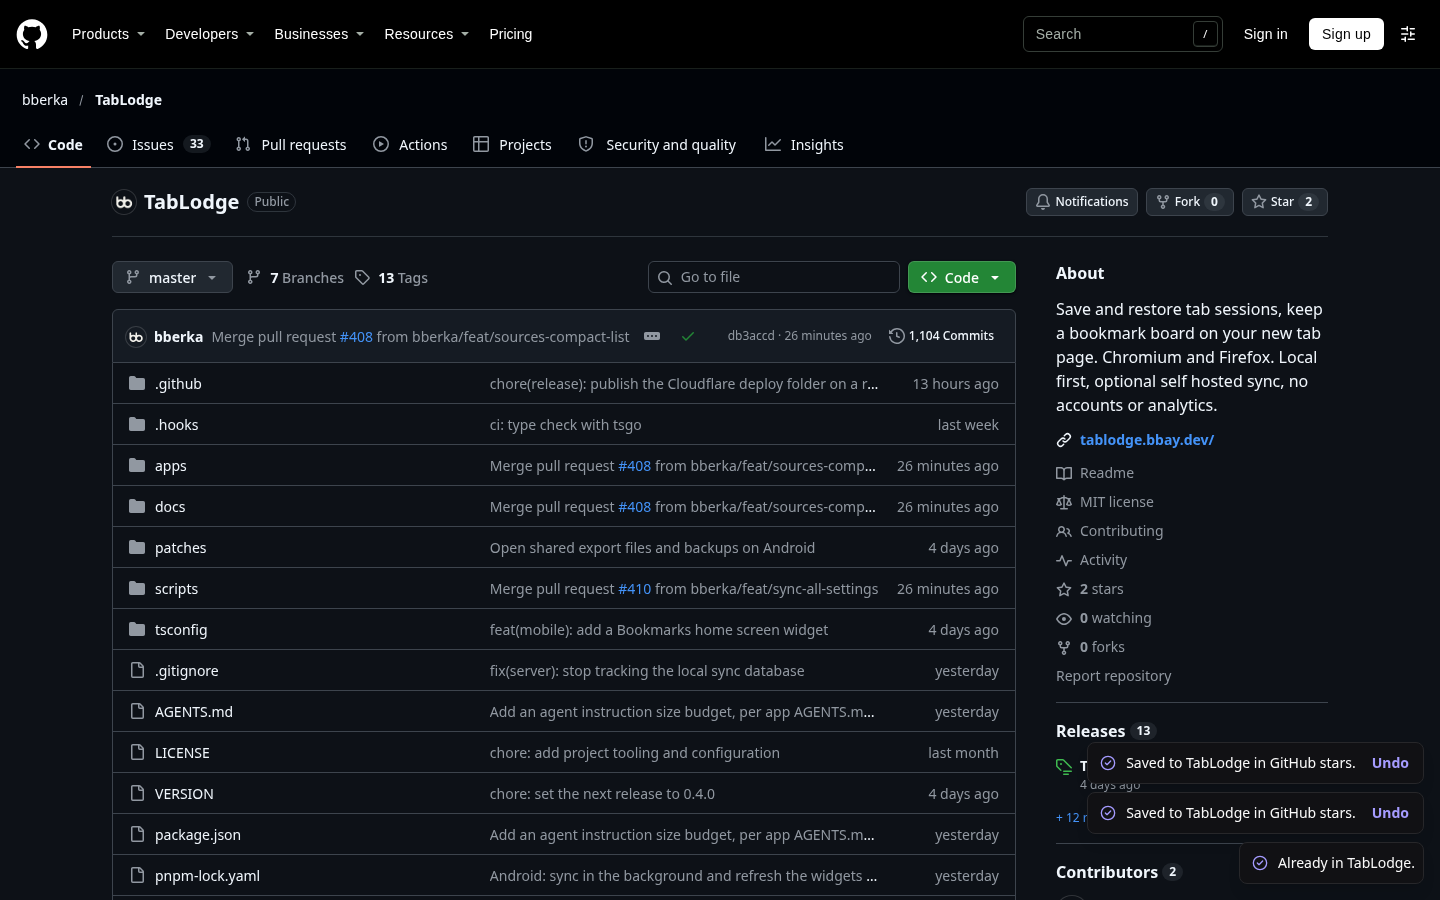 Products Developers Businesses Resources Pricing Search / Sign in Sign up
bberka / TabLodge
Code Issues 33 Pull requests Actions Projects Security and quality Insights
bb TabLodge Public Notifications Fork 0 Star 2
master 7 Branches 13 Tags Go to file Code
bb bberka Merge pull request #408 from bberka/feat/sources-compact-list db3accd · 26 minutes ago 1,104 Commits
.github chore(release): publish the Cloudflare deploy folder on a r... 13 hours ago
.hooks ci: type check with tsgo last week
apps Merge pull request #408 from bberka/feat/sources-comp... 26 minutes ago
docs Merge pull request #408 from bberka/feat/sources-comp... 26 minutes ago
patches Open shared export files and backups on Android 4 days ago
scripts Merge pull request #410 from bberka/feat/sync-all-settings 26 minutes ago
tsconfig feat(mobile): add a Bookmarks home screen widget 4 days ago
.gitignore fix(server): stop tracking the local sync database yesterday
AGENTS.md Add an agent instruction size budget, per app AGENTS.m... yesterday
LICENSE chore: add project tooling and configuration last month
VERSION chore: set the next release to 0.4.0 4 days ago
package.json Add an agent instruction size budget, per app AGENTS.m... yesterday
pnpm-lock.yaml Android: sync in the background and refresh the widgets ... yesterday
About
Save and restore tab sessions, keep
a bookmark board on your new tab
page. Chromium and Firefox. Local
first, optional self hosted sync, no
accounts or analytics.
tablodge.bbay.dev/
Readme
MIT license
Contributing
Activity
2 stars
0 watching
0 forks
Report repository
Releases 13
4 days ago
+ 12
Contributors 2
Saved to TabLodge in GitHub stars. Undo
Saved to TabLodge in GitHub stars. Undo
Already in TabLodge.